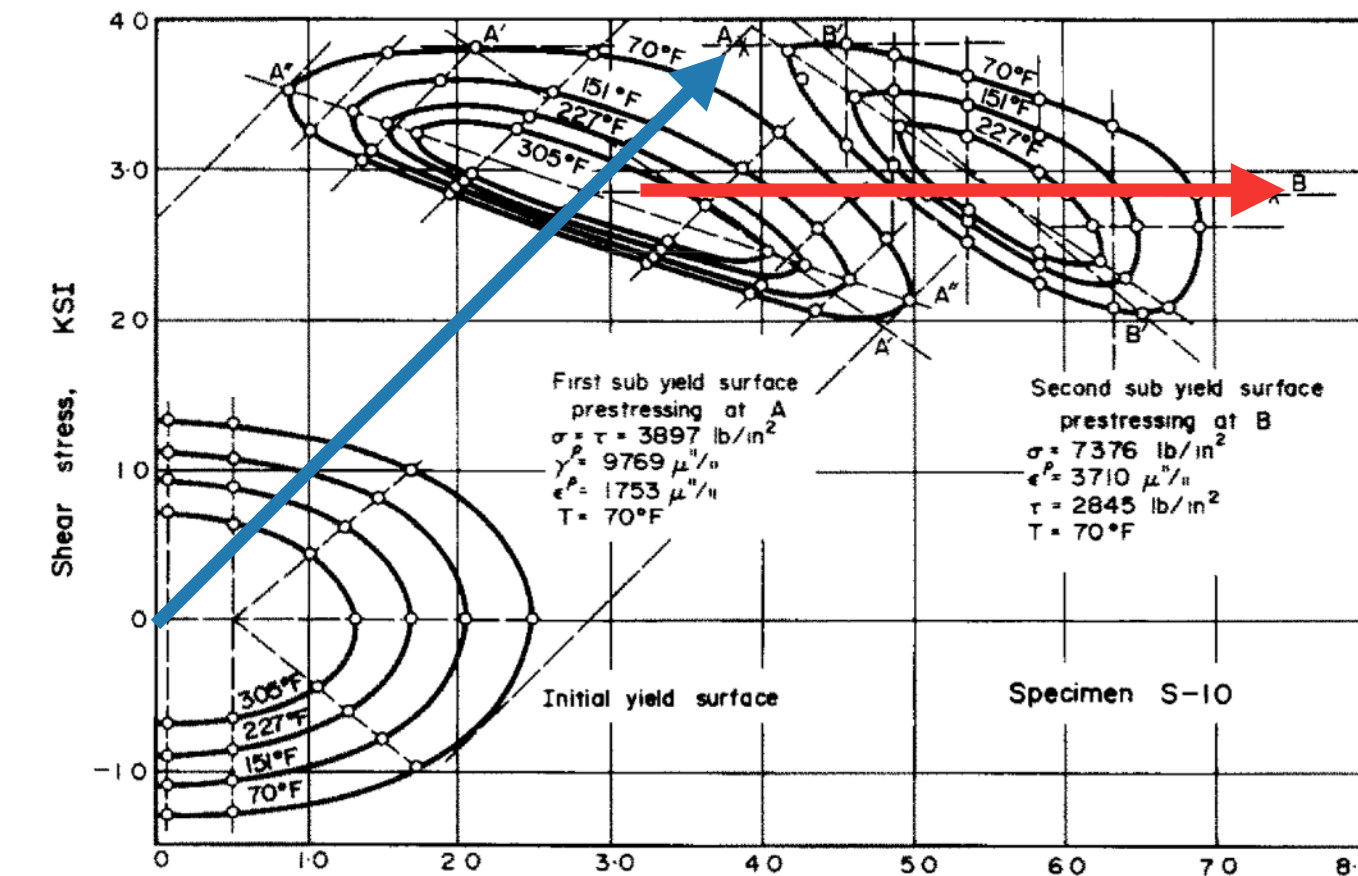 4 0
3 0
2 0
1 0
0
−1 0
Shear stress, KSI
A"
A'
A
B'
B
A"
A'
B'
70°F
151°F
227°F
305°F
70°F
151°F
227°F
First sub yield surface
prestressing at A
σ = τ = 3897 lb/in²
γᵖ= 9769 μ"/"
εᵖ= 1753 μ"/"
T = 70°F
Second sub yield surface
prestressing at B
σ = 7376 lb/in²
εᵖ= 3710 μ"/"
τ = 2845 lb/in²
T = 70°F
305°F
227°F
151°F
70°F
Initial yield surface
Specimen S-10
0
1·0
2 0
3 0
4 0
5 0
6 0
7 0
8·